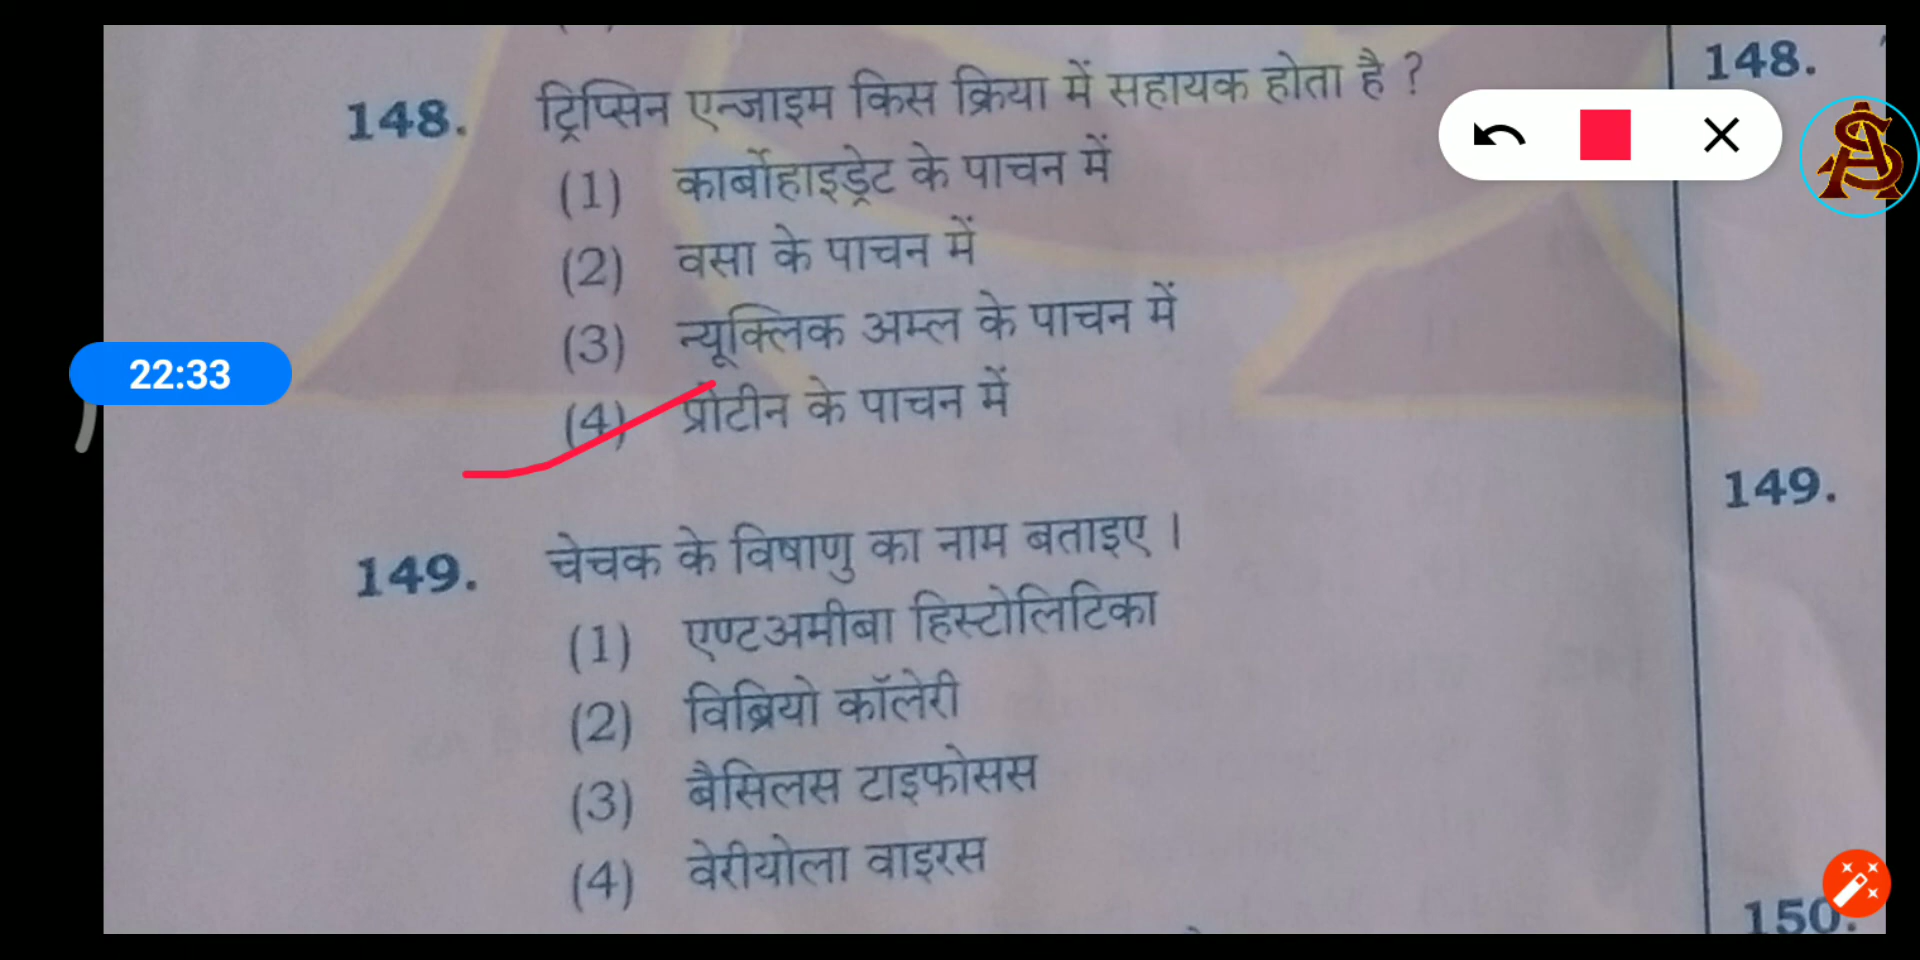 148. ट्रिप्सिन एन्जाइम किस क्रिया में सहायक होता है ?
(1) कार्बोहाइड्रेट के पाचन में
(2) वसा के पाचन में
(3) न्यूक्लिक अम्ल के पाचन में
(4) प्रोटीन के पाचन में
149. चेचक के विषाणु का नाम बताइए ।
(1) एण्टअमीबा हिस्टोलिटिका
(2) विब्रियो कॉलेरी
(3) बैसिलस टाइफोसस
(4) वेरीयोला वाइरस
148.
149.
150.
22:33